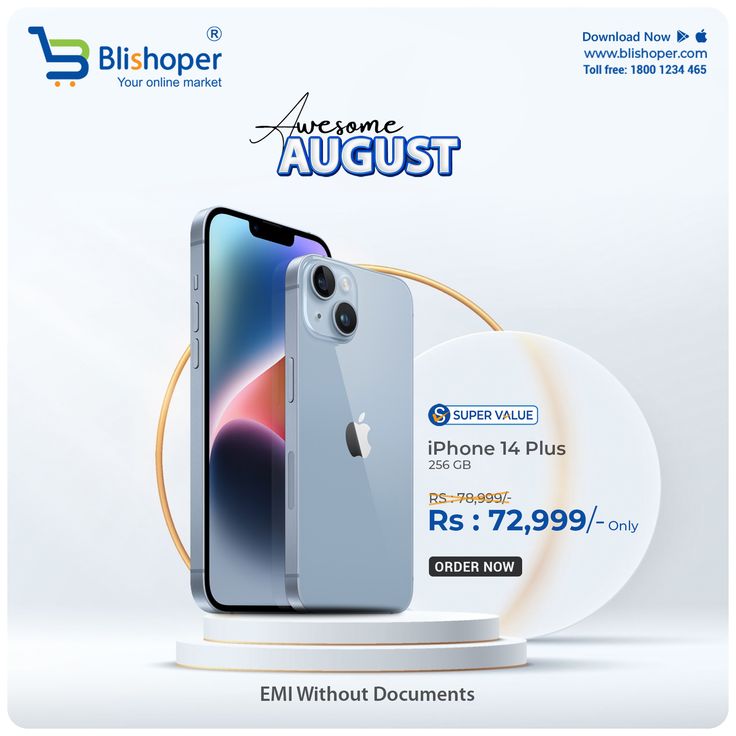 Blishoper ®
Your online market
Download Now
www.blishoper.com
Toll free: 1800 1234 465
Awesome
AUGUST
S SUPER VALUE
iPhone 14 Plus
256 GB
RS : 78,999/-
Rs : 72,999/- Only
ORDER NOW
EMI Without Documents